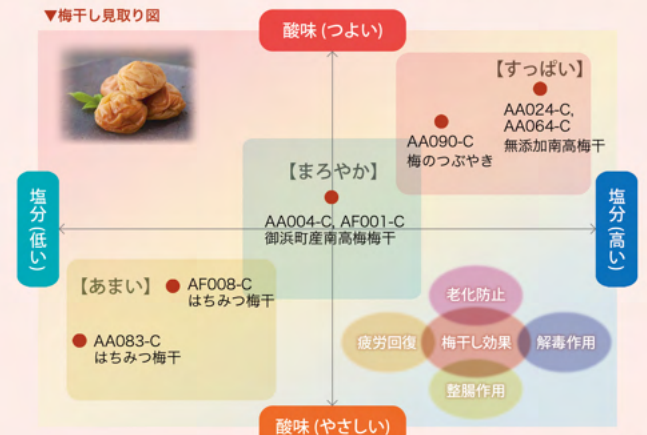 ▼梅干し見取り図
酸味(つよい)
【すっぱい】
AA024-C,
AA064-C
無添加南高梅干
AA090-C
梅のつぶやき
【まろやか】
AA004-C, AF001-C
御浜町産南高梅梅干
塩分(低い)
塩分(高い)
【あまい】
AF008-C
はちみつ梅干
AA083-C
はちみつ梅干
老化防止
疲労回復
梅干し効果
解毒作用
整腸作用
酸味(やさしい)